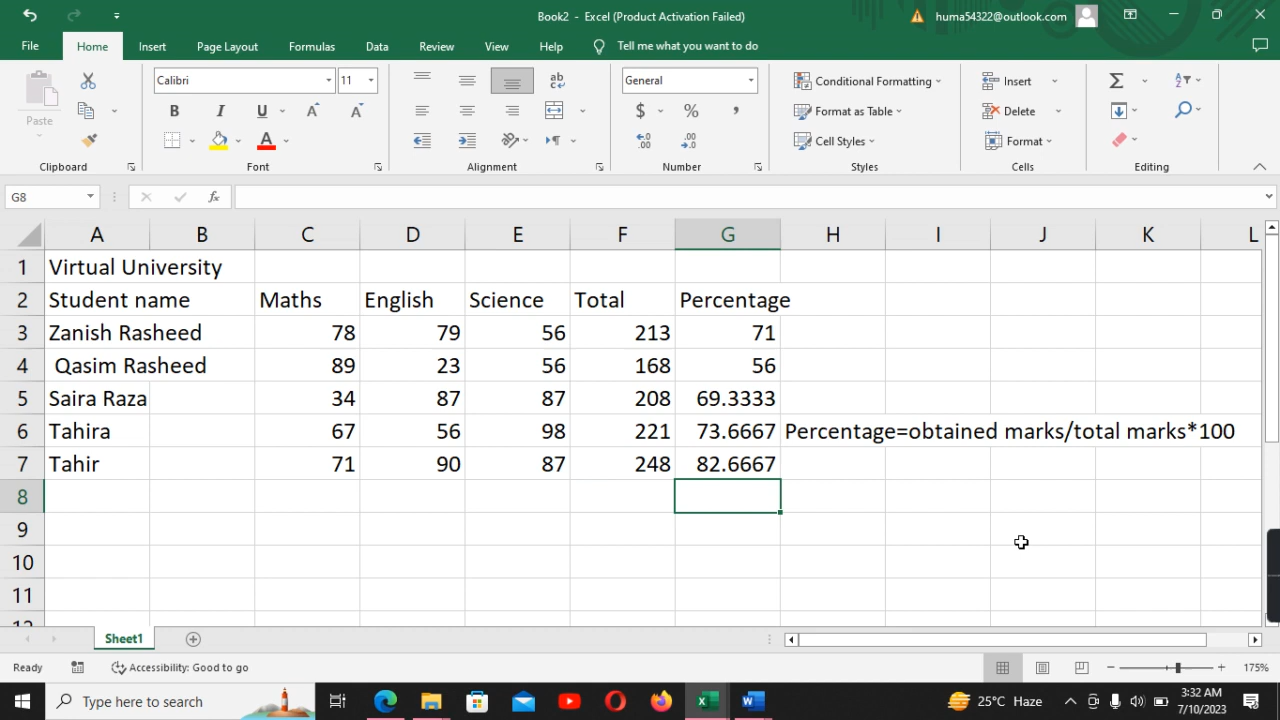 Book2 - Excel (Product Activation Failed)
huma54322@outlook.com
File Home Insert Page Layout Formulas Data Review View Help Tell me what you want to do
Paste
Calibri 11
General
Conditional Formatting
Format as Table
Cell Styles
Insert
Delete
Format
Clipboard Font Alignment Number Styles Cells Editing
G8 fx
A B C D E F G H I J K L
1 Virtual University
2 Student name Maths English Science Total Percentage
3 Zanish Rasheed 78 79 56 213 71
4 Qasim Rasheed 89 23 56 168 56
5 Saira Raza 34 87 87 208 69.3333
6 Tahira 67 56 98 221 73.6667 Percentage=obtained marks/total marks*100
7 Tahir 71 90 87 248 82.6667
8
9
10
11
12
Sheet1
Ready Accessibility: Good to go 175%
Type here to search
25°C Haze
3:32 AM
7/10/2023